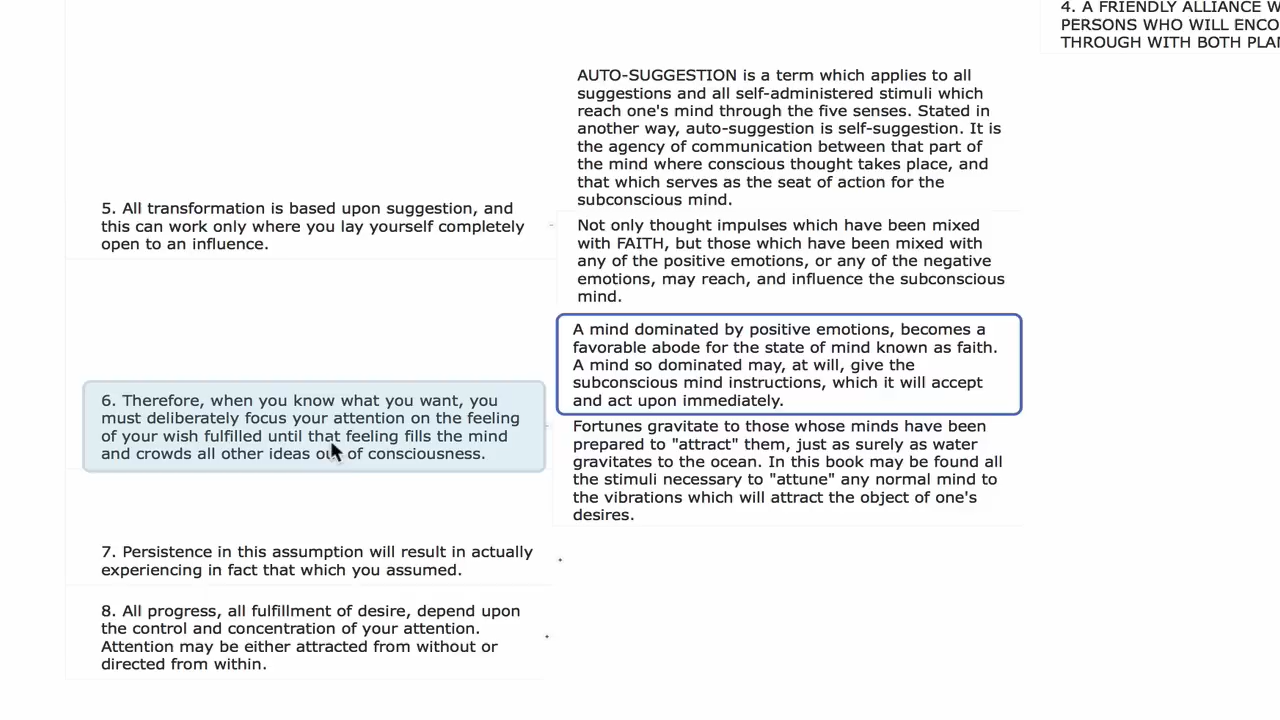 4. A FRIENDLY ALLIANCE
PERSONS WHO WILL
THROUGH WITH BOTH
AUTO-SUGGESTION is a term which applies to all
suggestions and all self-administered stimuli which
reach one's mind through the five senses. Stated in
another way, auto-suggestion is self-suggestion. It is
the agency of communication between that part of
the mind where conscious thought takes place, and
that which serves as the seat of action for the
subconscious mind.
5. All transformation is based upon suggestion, and
this can work only where you lay yourself completely
open to an influence.
Not only thought impulses which have been mixed
with FAITH, but those which have been mixed with
any of the positive emotions, or any of the negative
emotions, may reach, and influence the subconscious
mind.
A mind dominated by positive emotions, becomes a
favorable abode for the state of mind known as faith.
A mind so dominated may, at will, give the
subconscious mind instructions, which it will accept
and act upon immediately.
6. Therefore, when you know what you want, you
must deliberately focus your attention on the feeling
of your wish fulfilled until that feeling fills the mind
and crowds all other ideas out of consciousness.
Fortunes gravitate to those whose minds have been
prepared to "attract" them, just as surely as water
gravitates to the ocean. In this book may be found all
the stimuli necessary to "attune" any normal mind to
the vibrations which will attract the object of one's
desires.
7. Persistence in this assumption will result in actually
experiencing in fact that which you assumed.
8. All progress, all fulfillment of desire, depend upon
the control and concentration of your attention.
Attention may be either attracted from without or
directed from within.